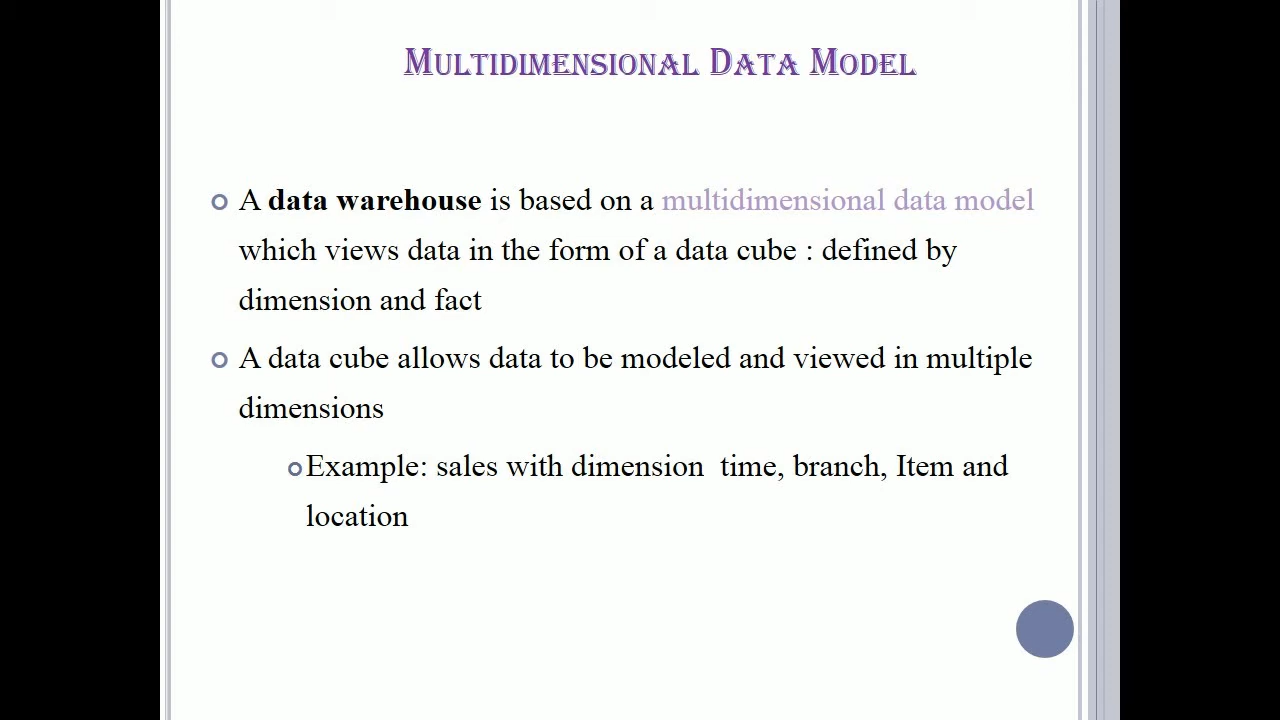 MULTIDIMENSIONAL DATA MODEL
A data warehouse is based on a multidimensional data model
which views data in the form of a data cube : defined by
dimension and fact
A data cube allows data to be modeled and viewed in multiple
dimensions
Example: sales with dimension time, branch, Item and
location